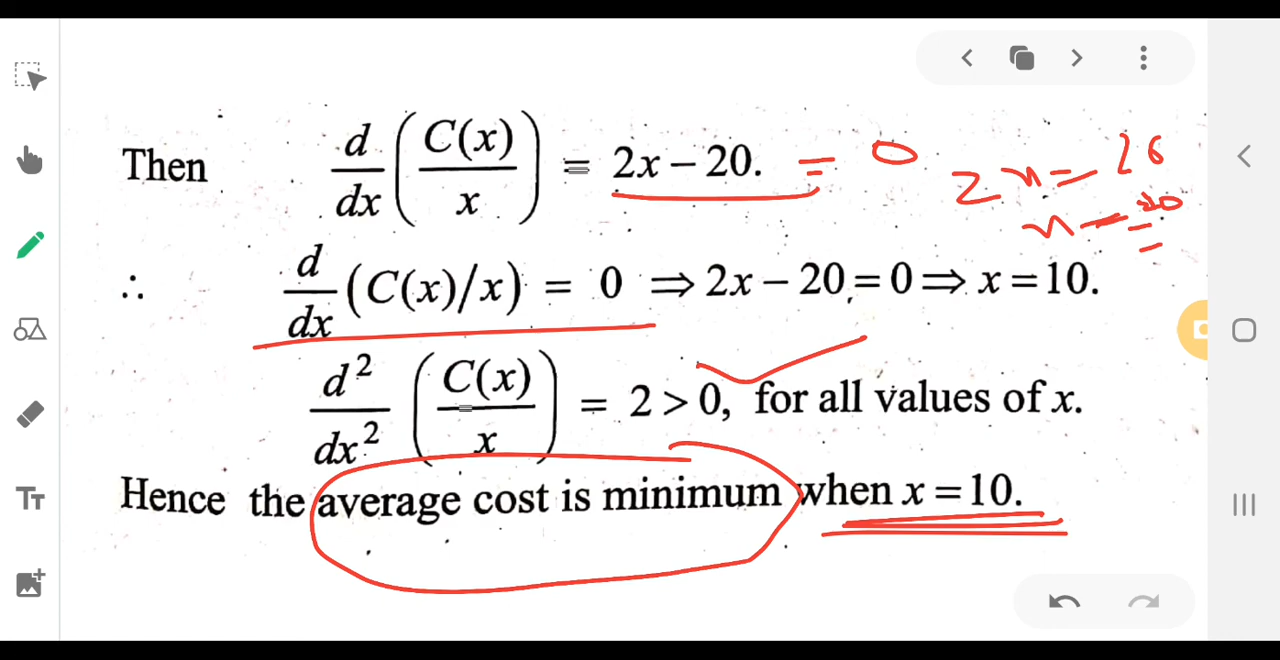 Then d/dx (C(x)/x) = 2x − 20. = 0
2x = 20
x =
∴ d/dx (C(x)/x) = 0 ⇒ 2x − 20 = 0 ⇒ x = 10.
d²/dx² (C(x)/x) = 2 > 0, for all values of x.
Hence the average cost is minimum when x = 10.
Tт